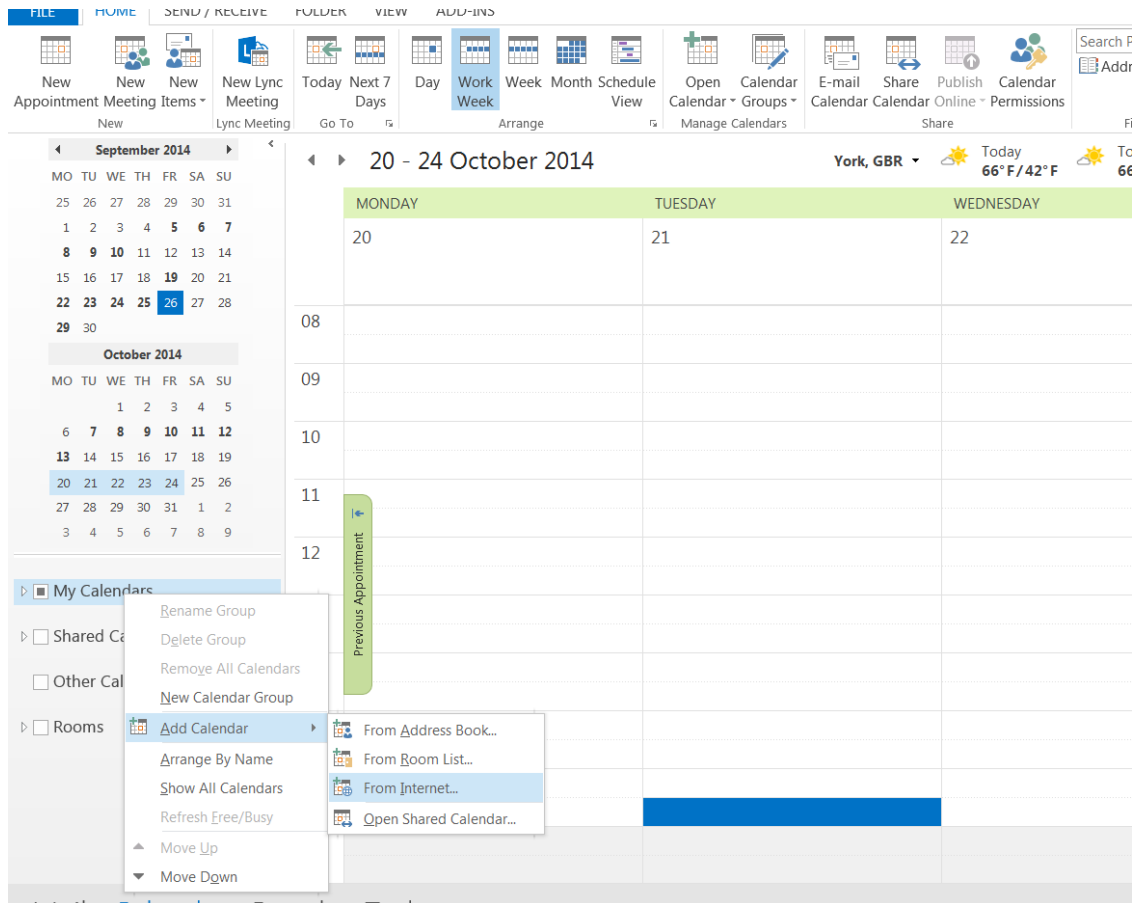 FILE HOME SEND / RECEIVE FOLDER VIEW ADD-INS
New Appointment
New Meeting
New Items
New
New Lync Meeting
Lync Meeting
Today
Next 7 Days
Go To
Day
Work Week
Week
Month
Schedule View
Arrange
Open Calendar
Calendar Groups
Manage Calendars
E-mail Calendar
Share Calendar
Publish Online
Calendar Permissions
Share
Search P
Addr
Fi
September 2014
MO TU WE TH FR SA SU
25 26 27 28 29 30 31
1 2 3 4 5 6 7
8 9 10 11 12 13 14
15 16 17 18 19 20 21
22 23 24 25 26 27 28
29 30
October 2014
MO TU WE TH FR SA SU
1 2 3 4 5
6 7 8 9 10 11 12
13 14 15 16 17 18 19
20 21 22 23 24 25 26
27 28 29 30 31 1 2
3 4 5 6 7 8 9
My Calendars
Shared Ca
Other Cal
Rooms
Rename Group
Delete Group
Remove All Calendars
New Calendar Group
Add Calendar
Arrange By Name
Show All Calendars
Refresh Free/Busy
Move Up
Move Down
From Address Book...
From Room List...
From Internet...
Open Shared Calendar...
20 - 24 October 2014
York, GBR
Today
66°F/42°F
To
66
MONDAY TUESDAY WEDNESDAY
20 21 22
08
09
10
11
12
Previous Appointment